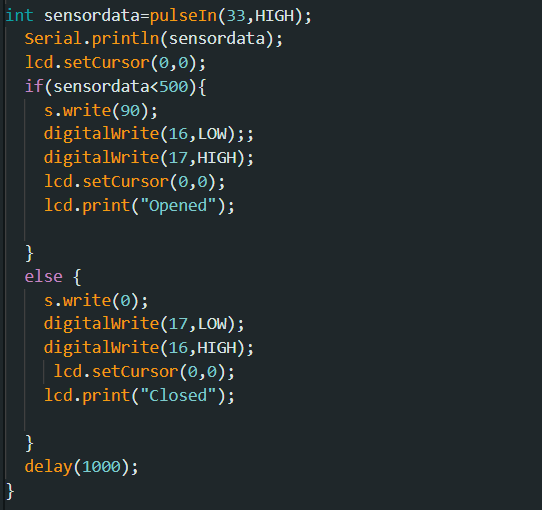 int sensordata=pulseIn(33,HIGH);
Serial.println(sensordata);
lcd.setCursor(0,0);
if(sensordata<500){
s.write(90);
digitalWrite(16,LOW);;
digitalWrite(17,HIGH);
lcd.setCursor(0,0);
lcd.print("Opened");
}
else {
s.write(0);
digitalWrite(17,LOW);
digitalWrite(16,HIGH);
lcd.setCursor(0,0);
lcd.print("Closed");
}
delay(1000);
}